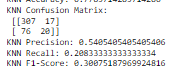 KNN Confusion Matrix:
[[307 17]
[ 76 20]]
KNN Precision: 0.5405405405405406
KNN Recall: 0.20833333333333334
KNN F1-Score: 0.30075187969924816